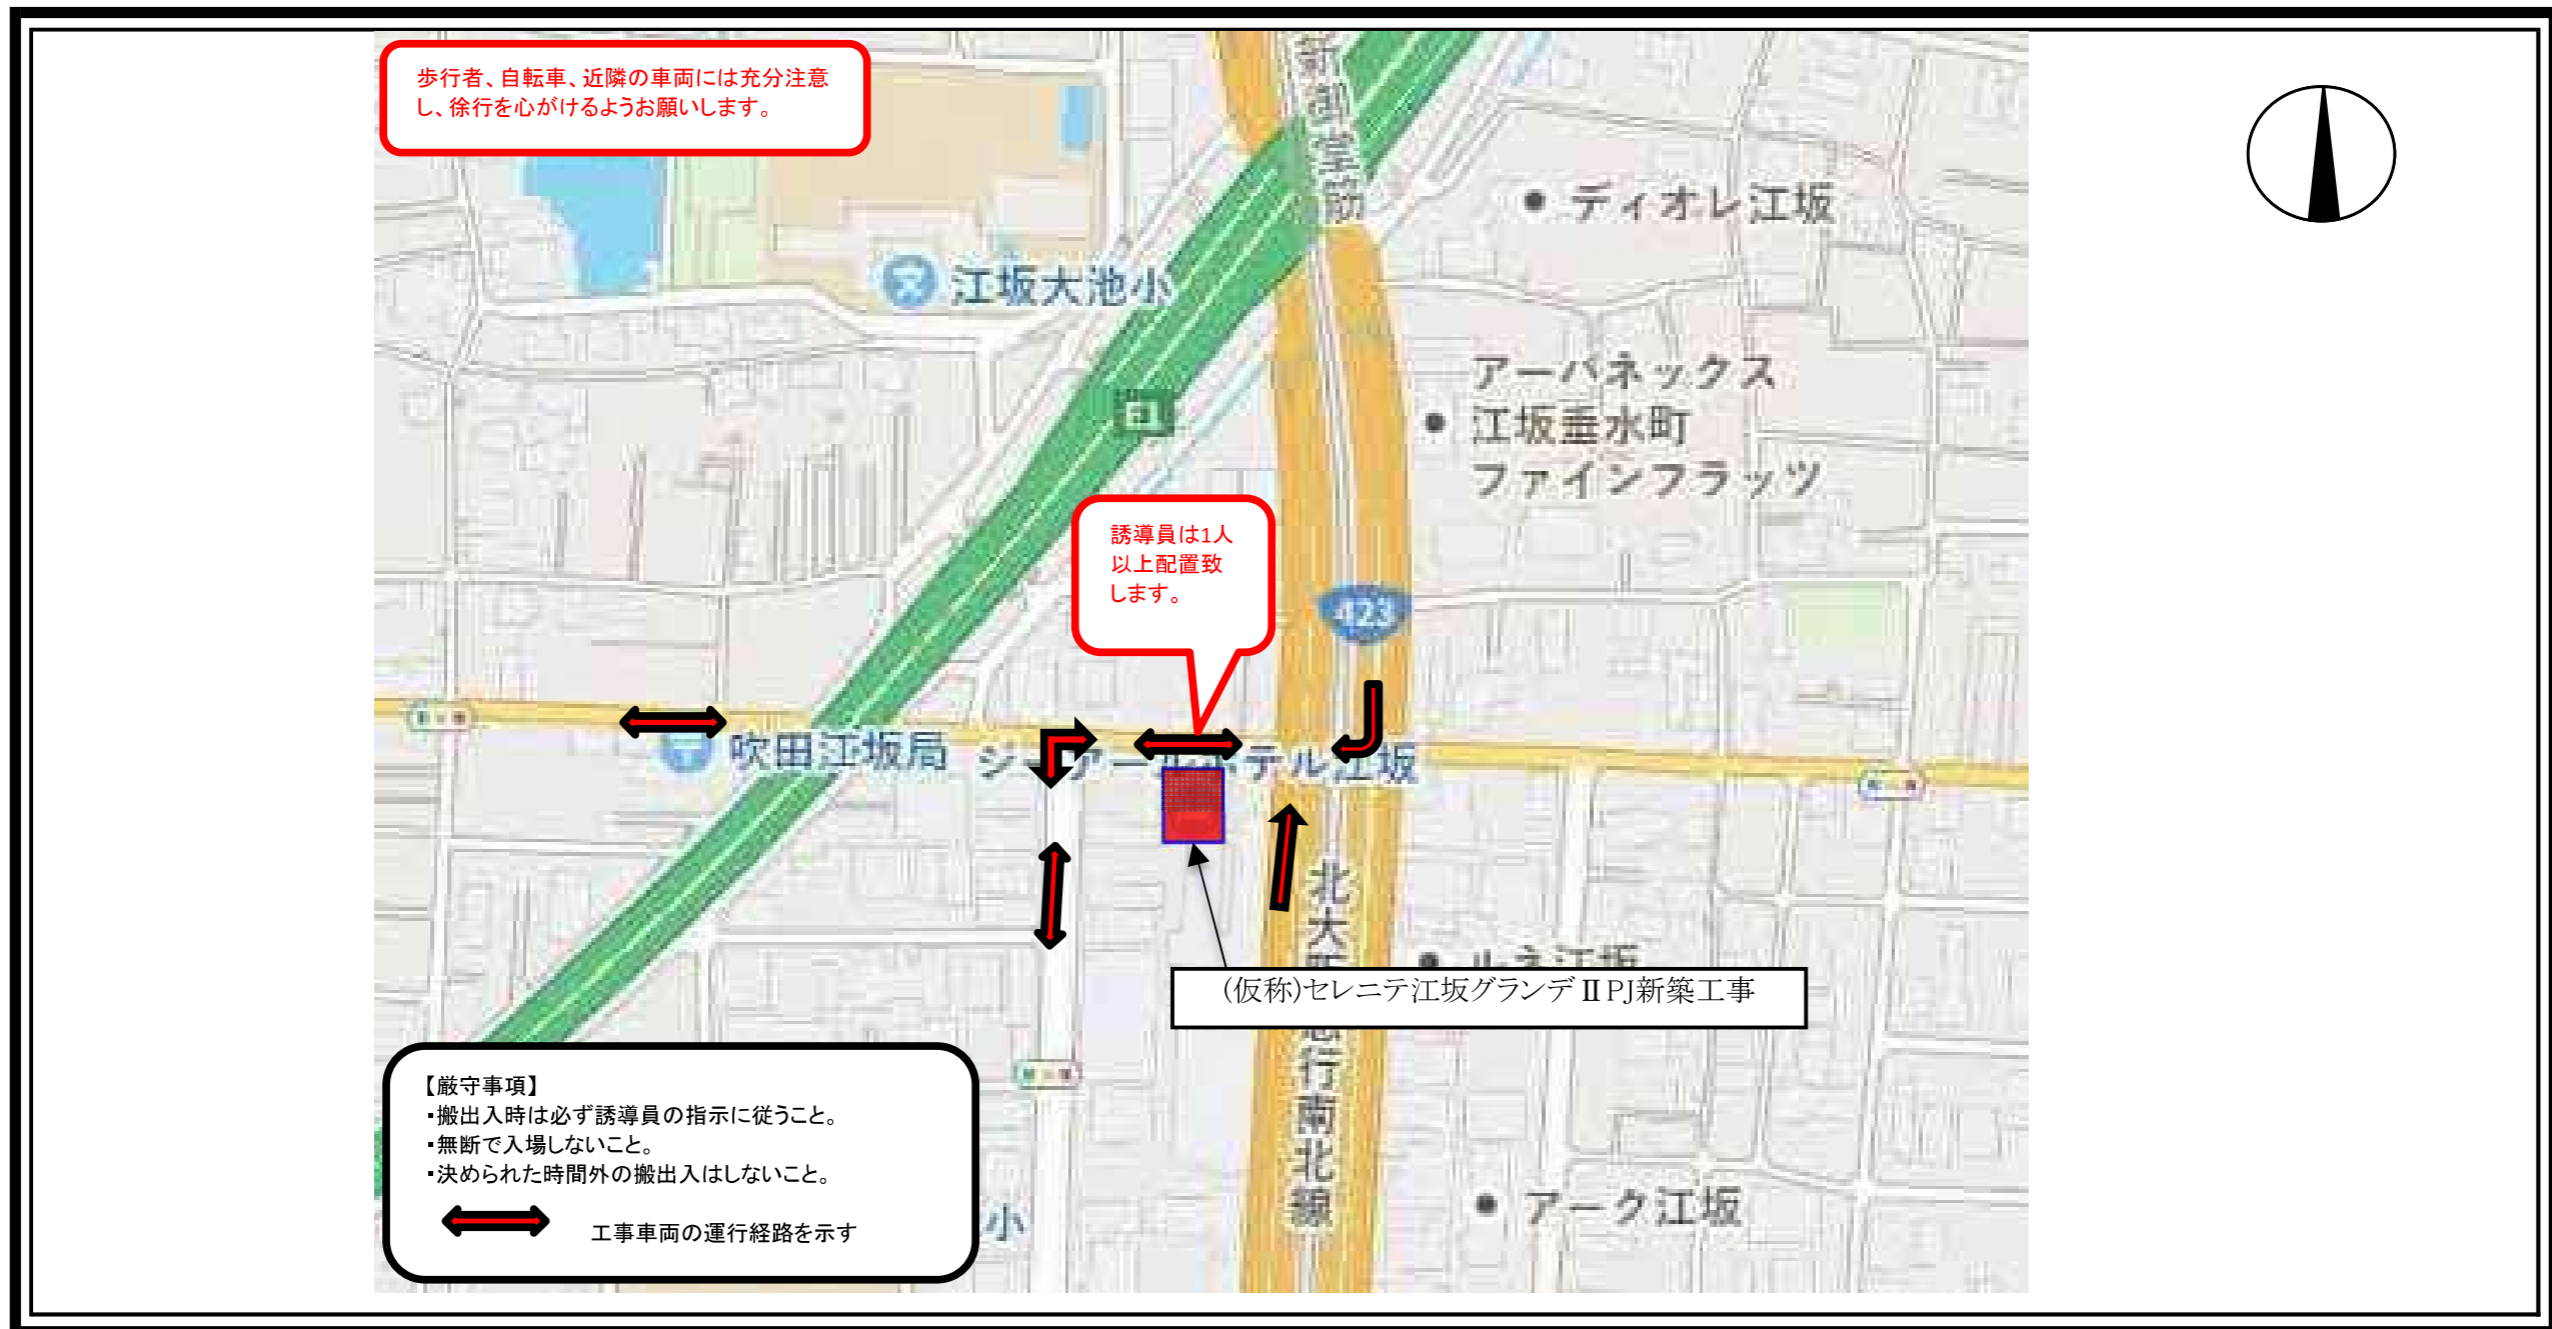 歩行者、自転車、近隣の車両には充分注意
し、徐行を心がけるようお願いします。
新御堂筋
ディオレ江坂
江坂大池小
アーバネックス
江坂垂水町
ファインフラッツ
誘導員は1人
以上配置致
します。
423
吹田江坂局
テル江坂
北大
行南北線
(仮称)セレニテ江坂グランデⅡPJ新築工事
アーク江坂
小
【厳守事項】
・搬出入時は必ず誘導員の指示に従うこと。
・無断で入場しないこと。
・決められた時間外の搬出入はしないこと。
工事車両の運行経路を示す